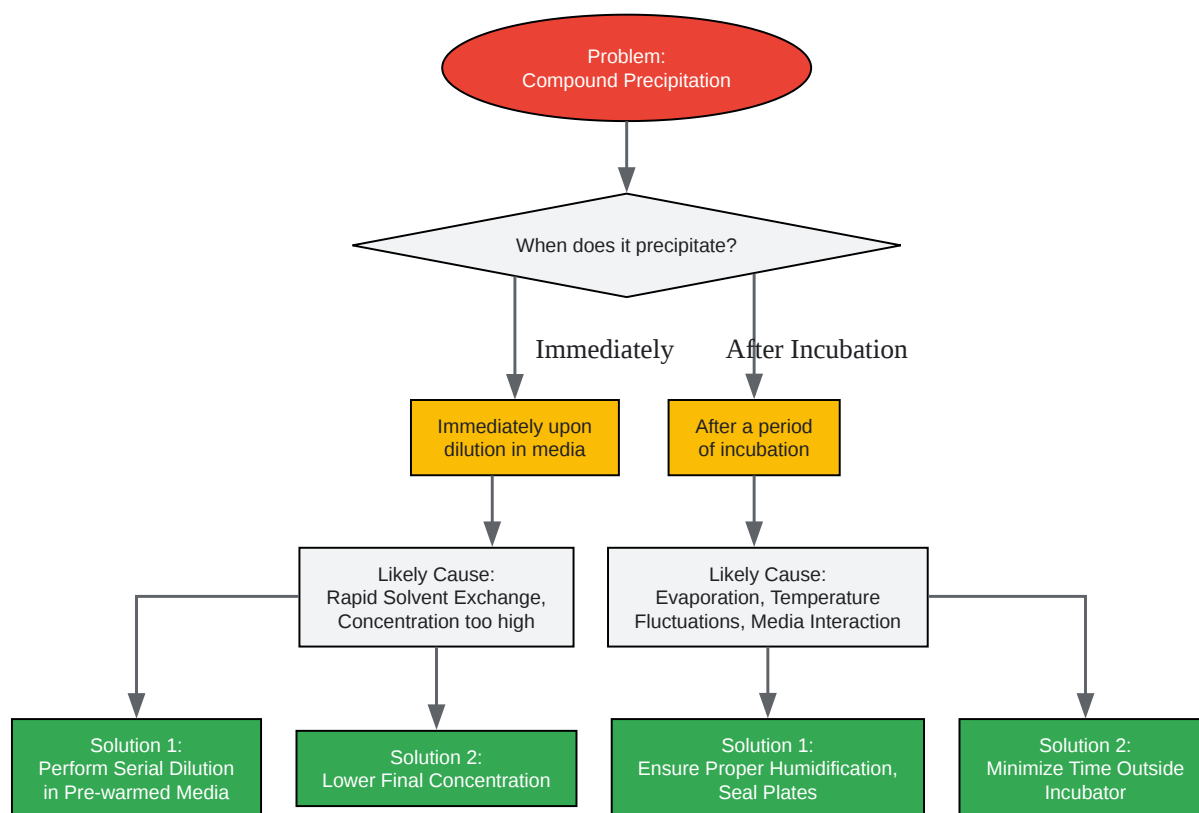 Problem:
Compound Precipitation
When does it precipitate?
Immediately
After Incubation
Immediately upon
dilution in media
After a period
of incubation
Likely Cause:
Rapid Solvent Exchange,
Concentration too high
Likely Cause:
Evaporation, Temperature
Fluctuations, Media Interaction
Solution 1:
Perform Serial Dilution
in Pre-warmed Media
Solution 2:
Lower Final Concentration
Solution 1:
Ensure Proper Humidification,
Seal Plates
Solution 2:
Minimize Time Outside
Incubator